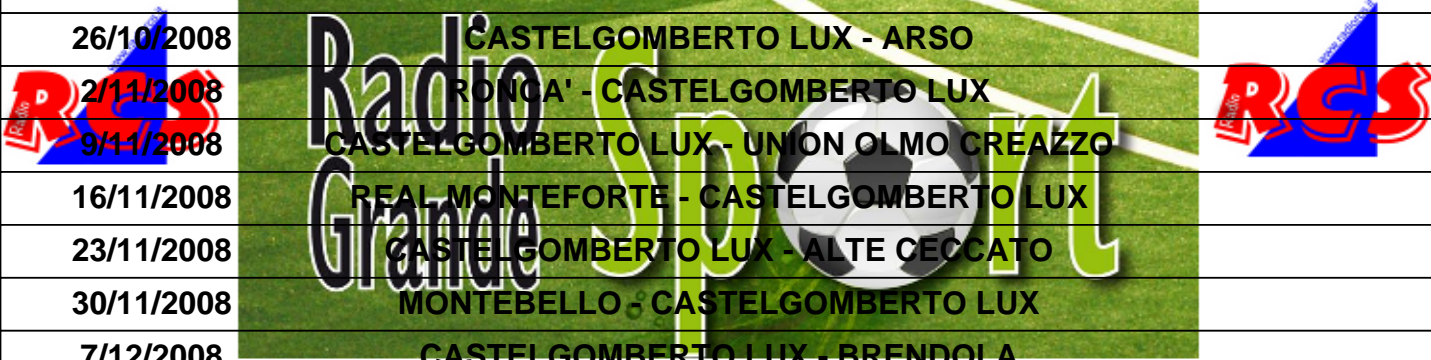 26/10/2008 CASTELGOMBERTO LUX - ARSO
2/11/2008 RONCA' - CASTELGOMBERTO LUX
9/11/2008 CASTELGOMBERTO LUX - UNION OLMO CREAZZO
16/11/2008 REAL MONTEFORTE - CASTELGOMBERTO LUX
23/11/2008 CASTELGOMBERTO LUX - ALTE CECCATO
30/11/2008 MONTEBELLO - CASTELGOMBERTO LUX
7/12/2008 CASTELGOMBERTO LUX - BRENDOLA
Radio
Grande
Sport
Radio RCS
Radio RCS